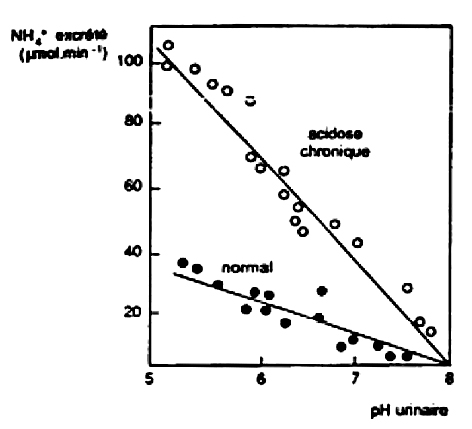 NH₄⁺ excrété
(µmol.min⁻¹)
100
80
60
40
20
acidose
chronique
normal
5
6
7
8
pH urinaire